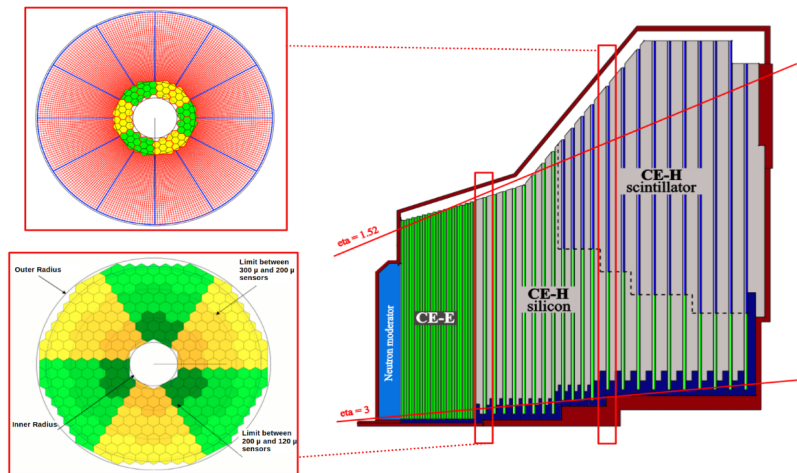 Outer Radius
Limit between
300 μ and 200 μ
sensors
Inner Radius
Limit between
200 μ and 120 μ
sensors
eta = 1.52
CE-H
scintillator
Neutron moderator
CE-E
CE-H
silicon
eta = 3